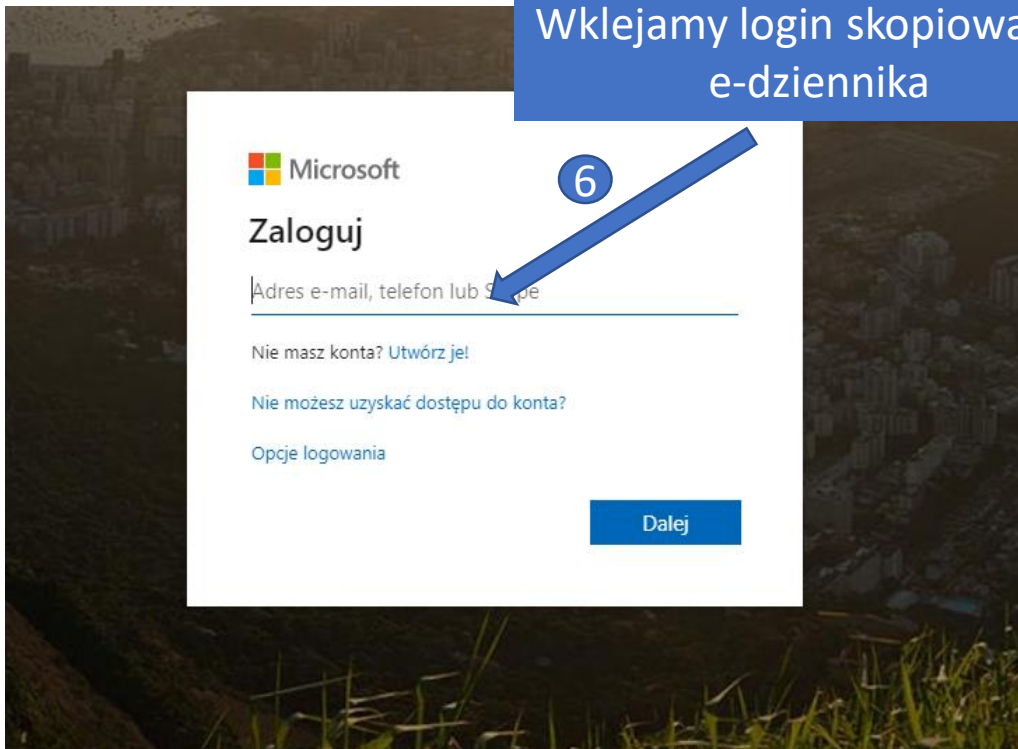 Wklejamy login
e-dziennika
6
Microsoft
Zaloguj
Adres e-mail, telefon lub
Nie masz konta? Utwórz je!
Nie możesz uzyskać dostępu do konta?
Opcje logowania
Dalej